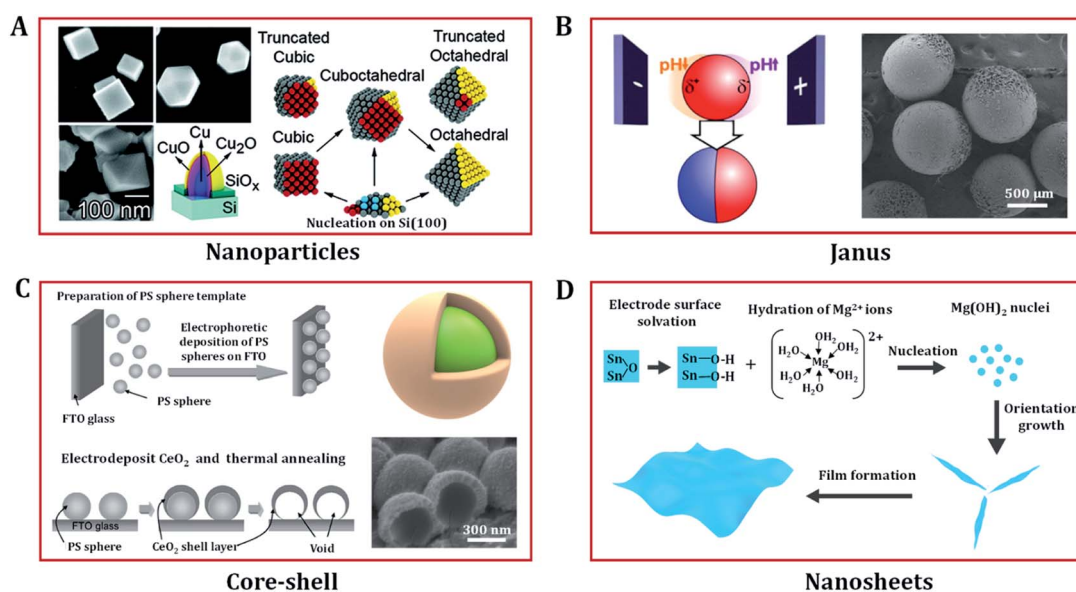 A
Truncated
Cubic
Truncated
Octahedral
Cuboctahedral
Cubic
Octahedral
Cu
CuO
Cu₂O
SiOₓ
Si
100 nm
Nucleation on Si(100)
Nanoparticles
B
pH↓
pH↑
δ⁺
δ⁻
-
+
500 µm
Janus
C
Preparation of PS sphere template
Electrophoretic
deposition of PS
spheres on FTO
PS sphere
FTO glass
Electrodeposit CeO₂ and thermal annealing
FTO glass
PS sphere
CeO₂ shell layer
Void
300 nm
Core-shell
D
Electrode surface
solvation
Hydration of Mg²⁺ ions
Mg(OH)₂ nuclei
Sn
O
Sn
Sn—O-H
Sn—O-H
+
2+
OH₂
H₂O
OH₂
Mg
H₂O
OH₂
H₂O
Nucleation
Orientation
growth
Film formation
Nanosheets